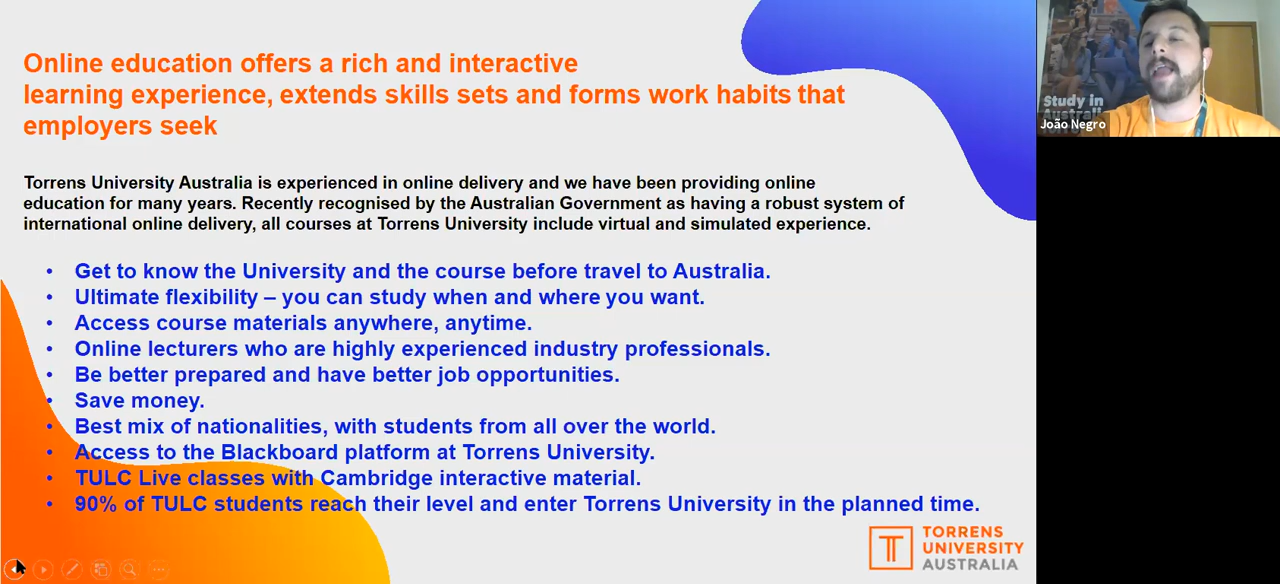 Online education offers a rich and interactive
learning experience, extends skills sets and forms work habits that
employers seek
Torrens University Australia is experienced in online delivery and we have been providing online
education for many years. Recently recognised by the Australian Government as having a robust system of
international online delivery, all courses at Torrens University include virtual and simulated experience.
• Get to know the University and the course before travel to Australia.
• Ultimate flexibility – you can study when and where you want.
• Access course materials anywhere, anytime.
• Online lecturers who are highly experienced industry professionals.
• Be better prepared and have better job opportunities.
• Save money.
• Best mix of nationalities, with students from all over the world.
• Access to the Blackboard platform at Torrens University.
• TULC Live classes with Cambridge interactive material.
• 90% of TULC students reach their level and enter Torrens University in the planned time.
TORRENS
UNIVERSITY
AUSTRALIA
Study in
João Negro